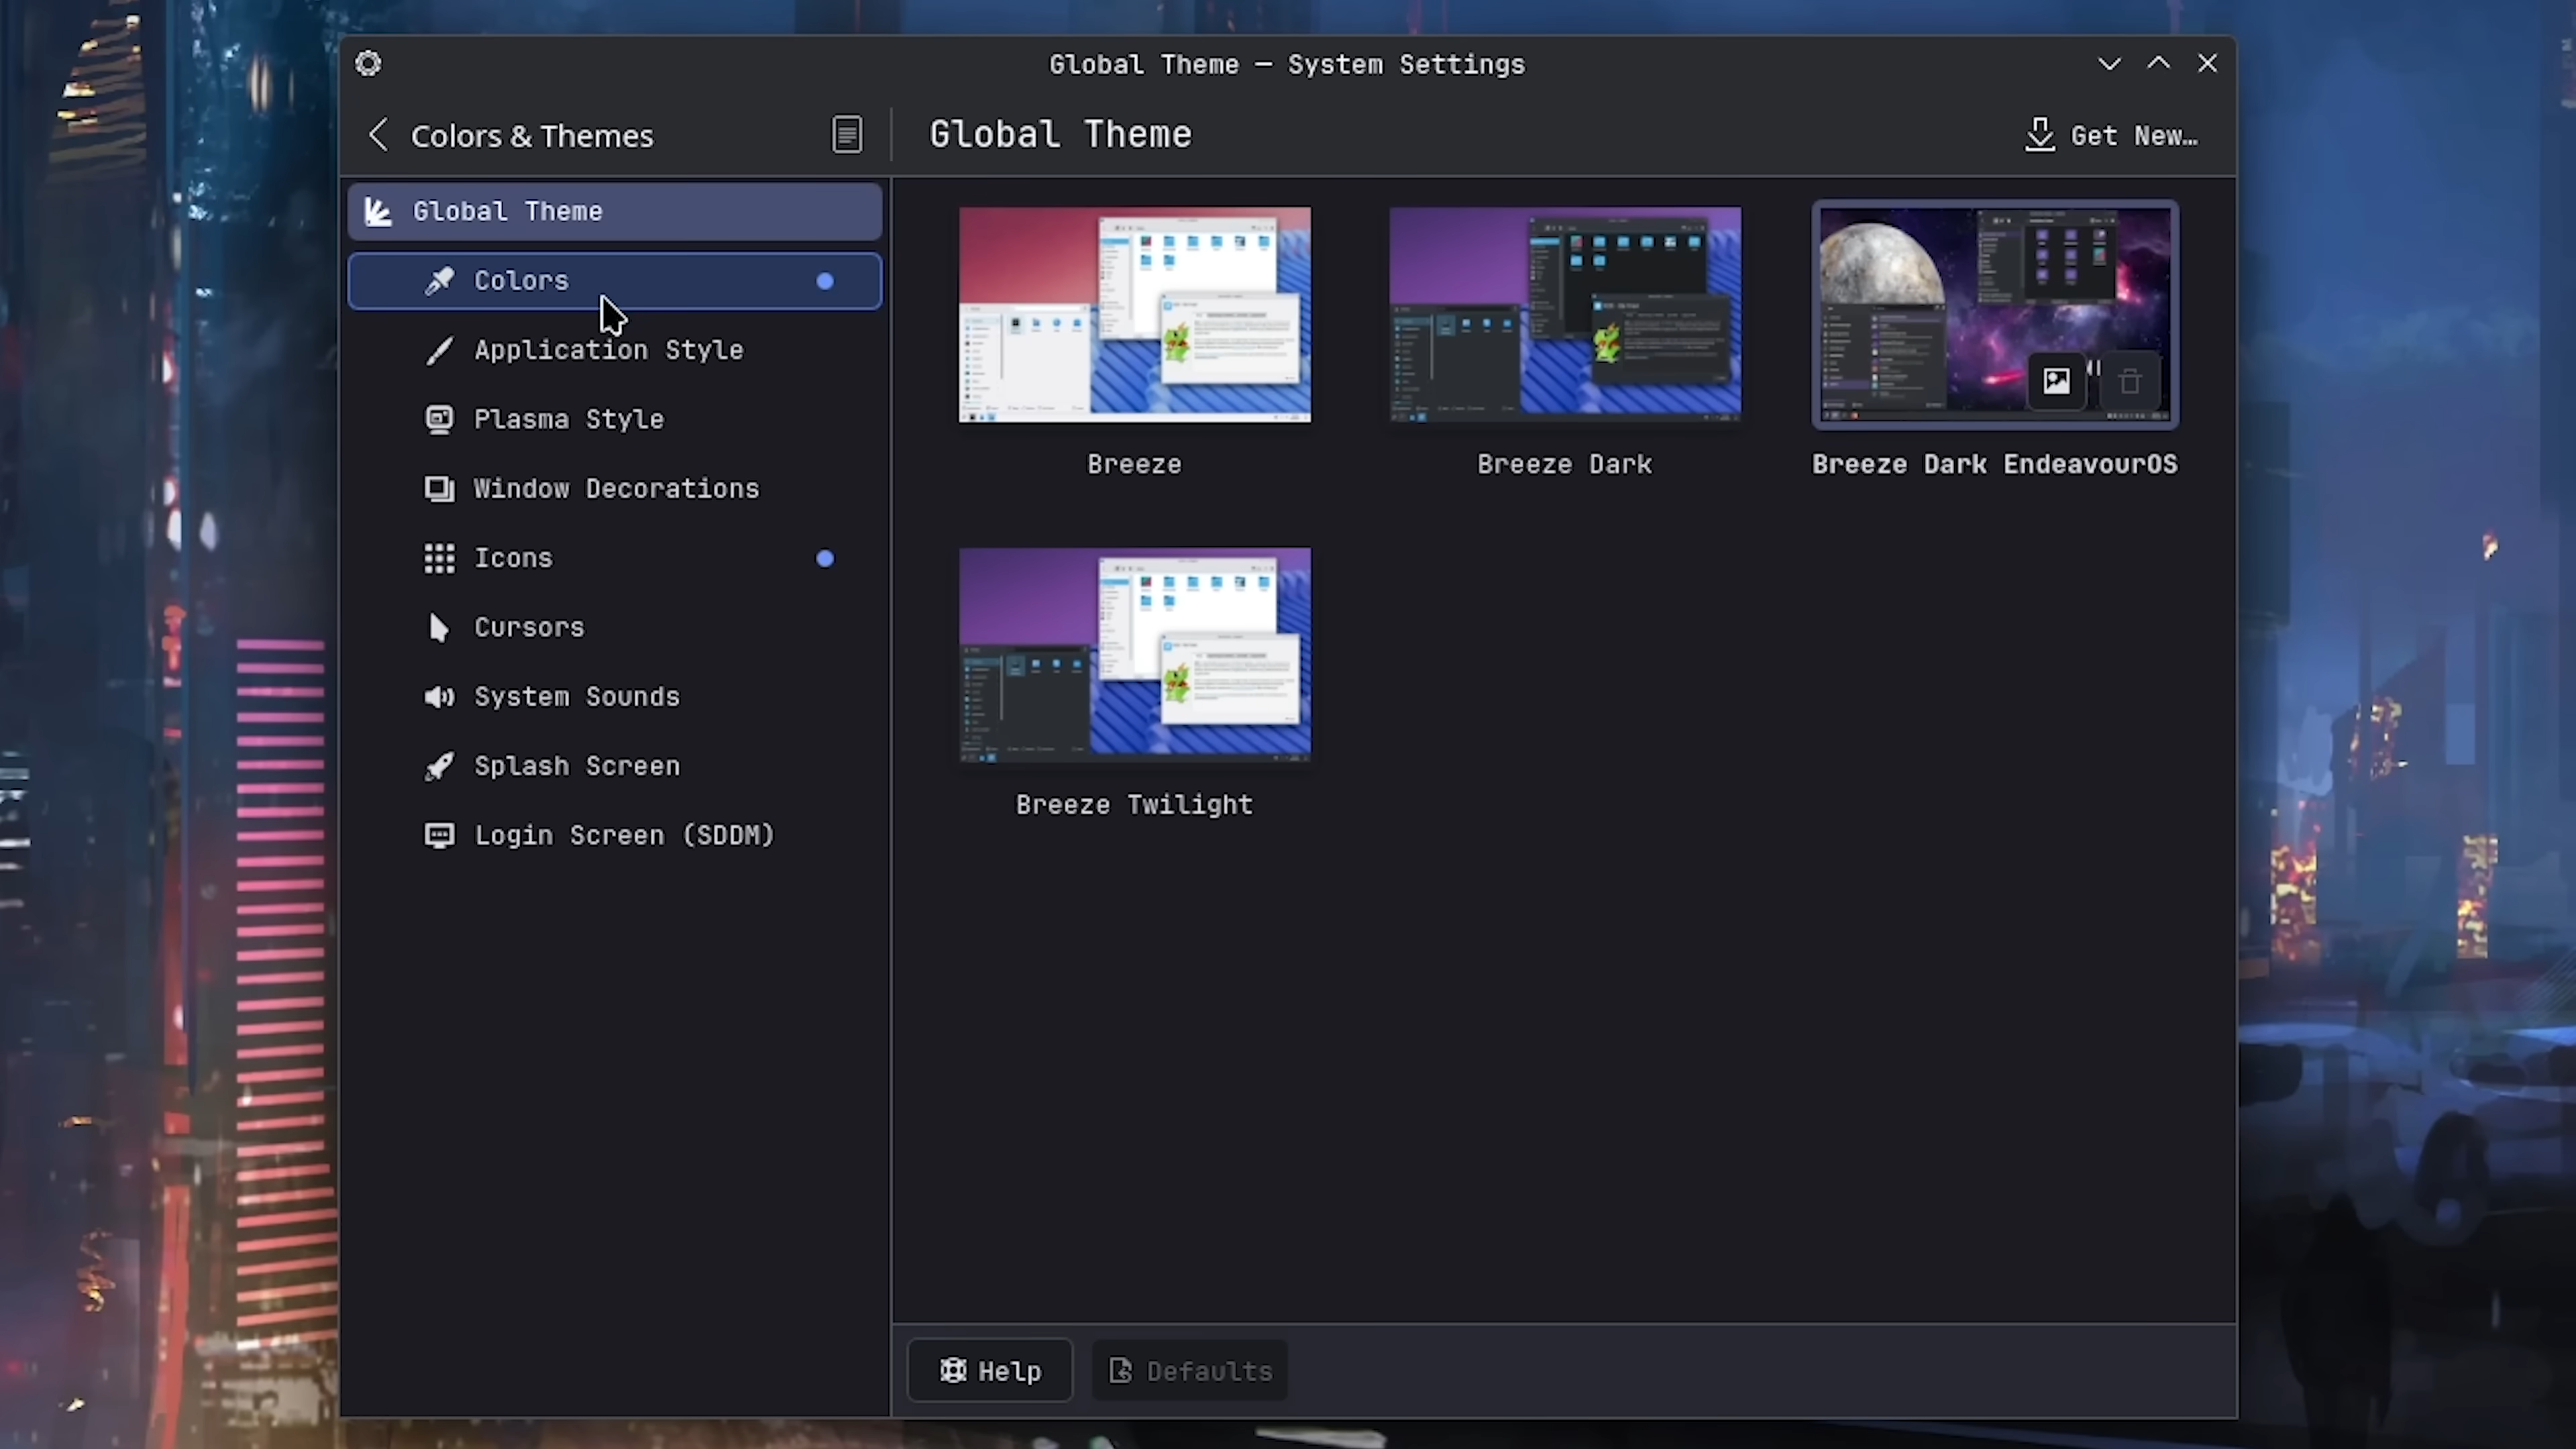 Global Theme — System Settings
Colors & Themes
Global Theme
Get New…
Global Theme
Colors
Application Style
Plasma Style
Window Decorations
Icons
Cursors
System Sounds
Splash Screen
Login Screen (SDDM)
Breeze
Breeze Dark
Breeze Dark EndeavourOS
Breeze Twilight
Help
Defaults